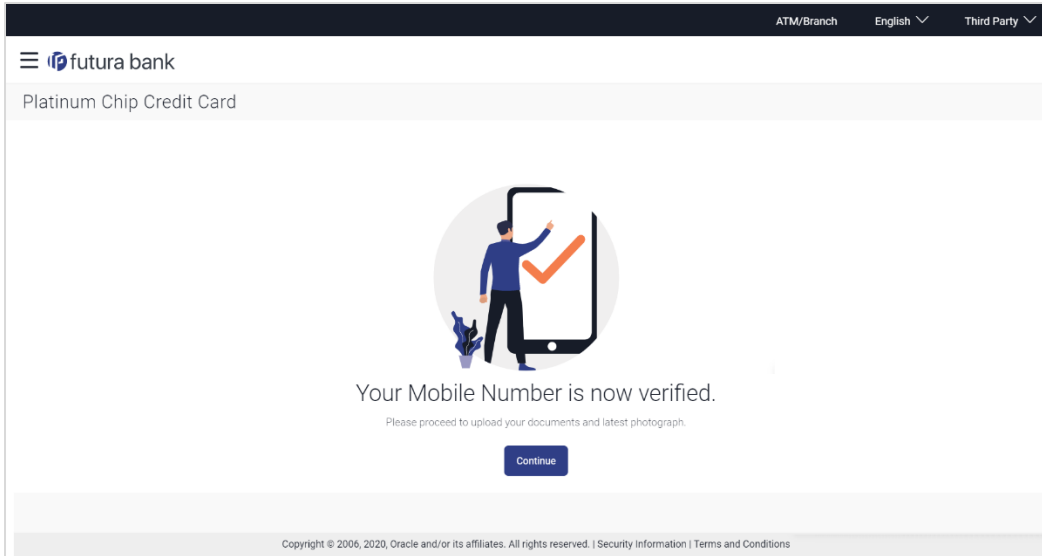 ATM/Branch English Third Party
futura bank
Platinum Chip Credit Card
Your Mobile Number is now verified.
Please proceed to upload your documents and latest photograph.
Continue
Copyright © 2006, 2020, Oracle and/or its affiliates. All rights reserved. | Security Information | Terms and Conditions